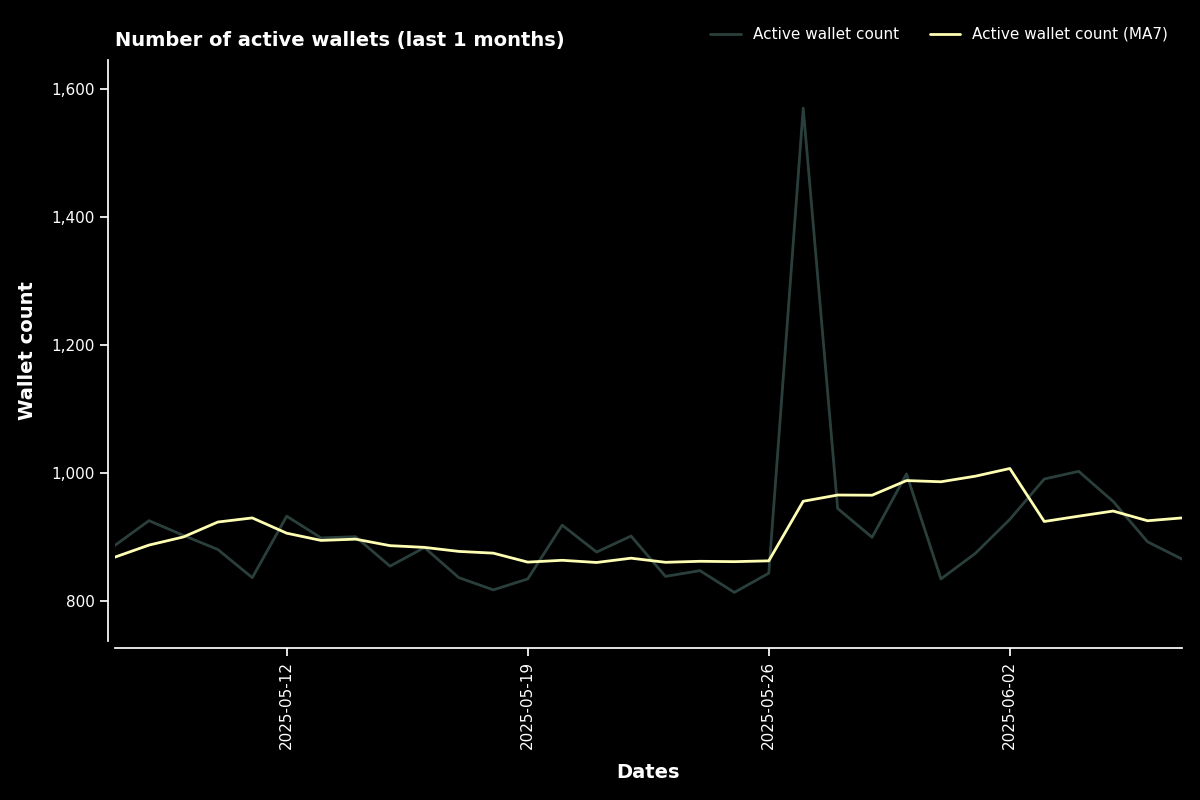 Number of active wallets (last 1 months)
Active wallet count
Active wallet count (MA7)
Wallet count
1,600
1,400
1,200
1,000
800
2025-05-12
2025-05-19
2025-05-26
2025-06-02
Dates